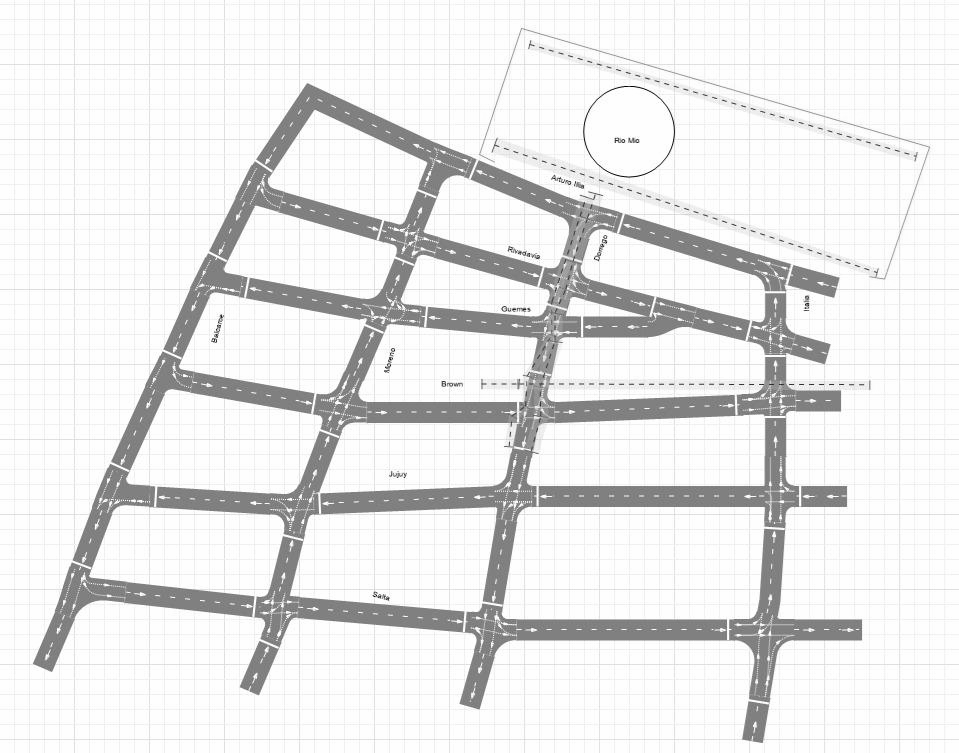 Rio Mio
Arturo Illia
Dorrego
Rivadavia
Italia
Guemes
Balcarce
Moreno
Brown
Jujuy
Salta